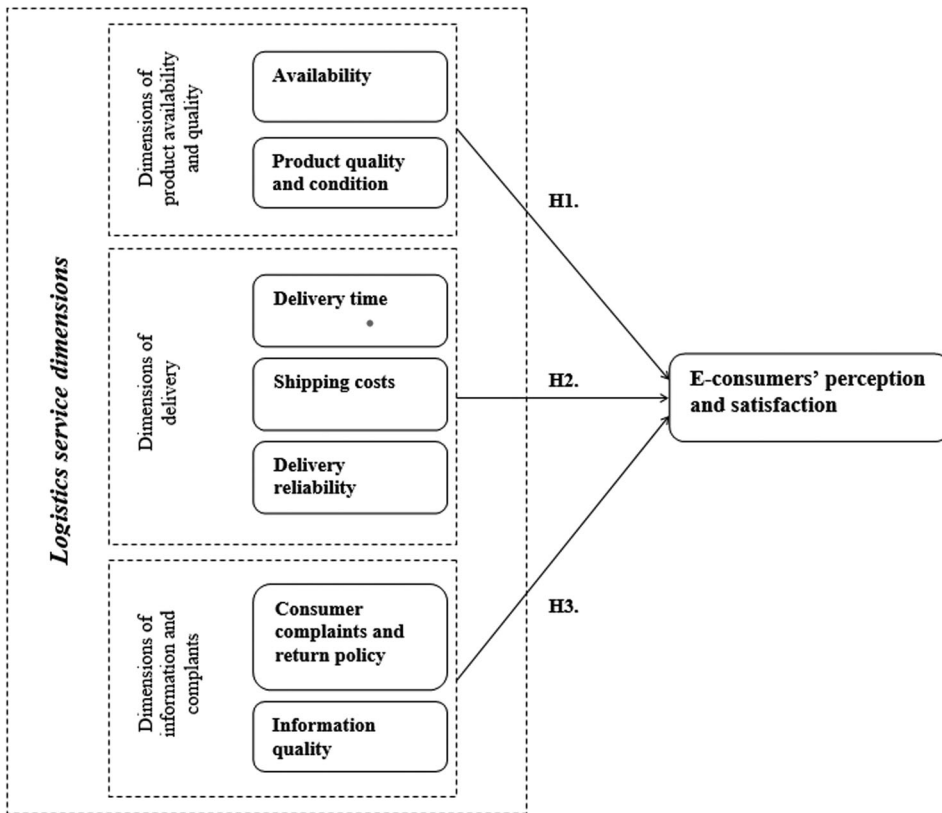 Logistics service dimensions
Dimensions of
product availability
and quality
Availability
Product quality
and condition
H1.
Dimensions of
delivery
Delivery time
Shipping costs
Delivery
reliability
H2.
E-consumers’ perception
and satisfaction
Dimensions of
information and
complants
Consumer
complaints and
return policy
Information
quality
H3.